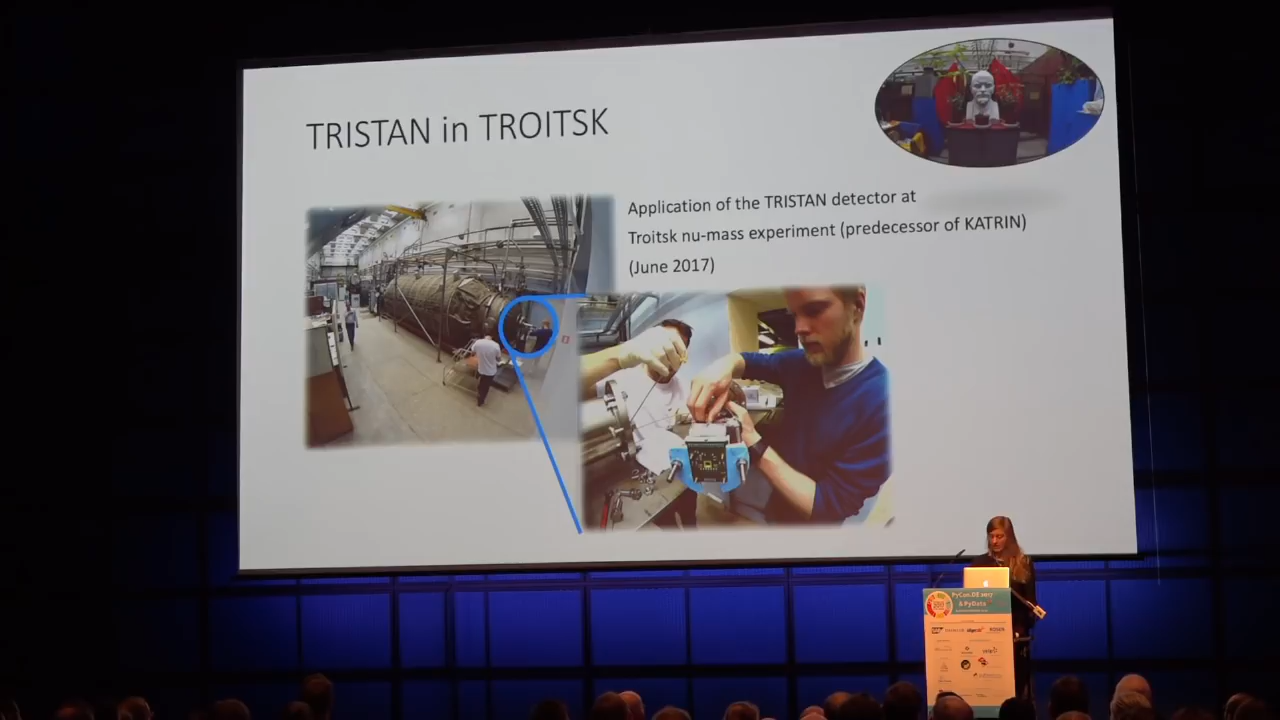 TRISTAN in TROITSK
Application of the TRISTAN detector at
Troitsk nu-mass experiment (predecessor of KATRIN)
(June 2017)
PyCon.DE 2017
& PyData